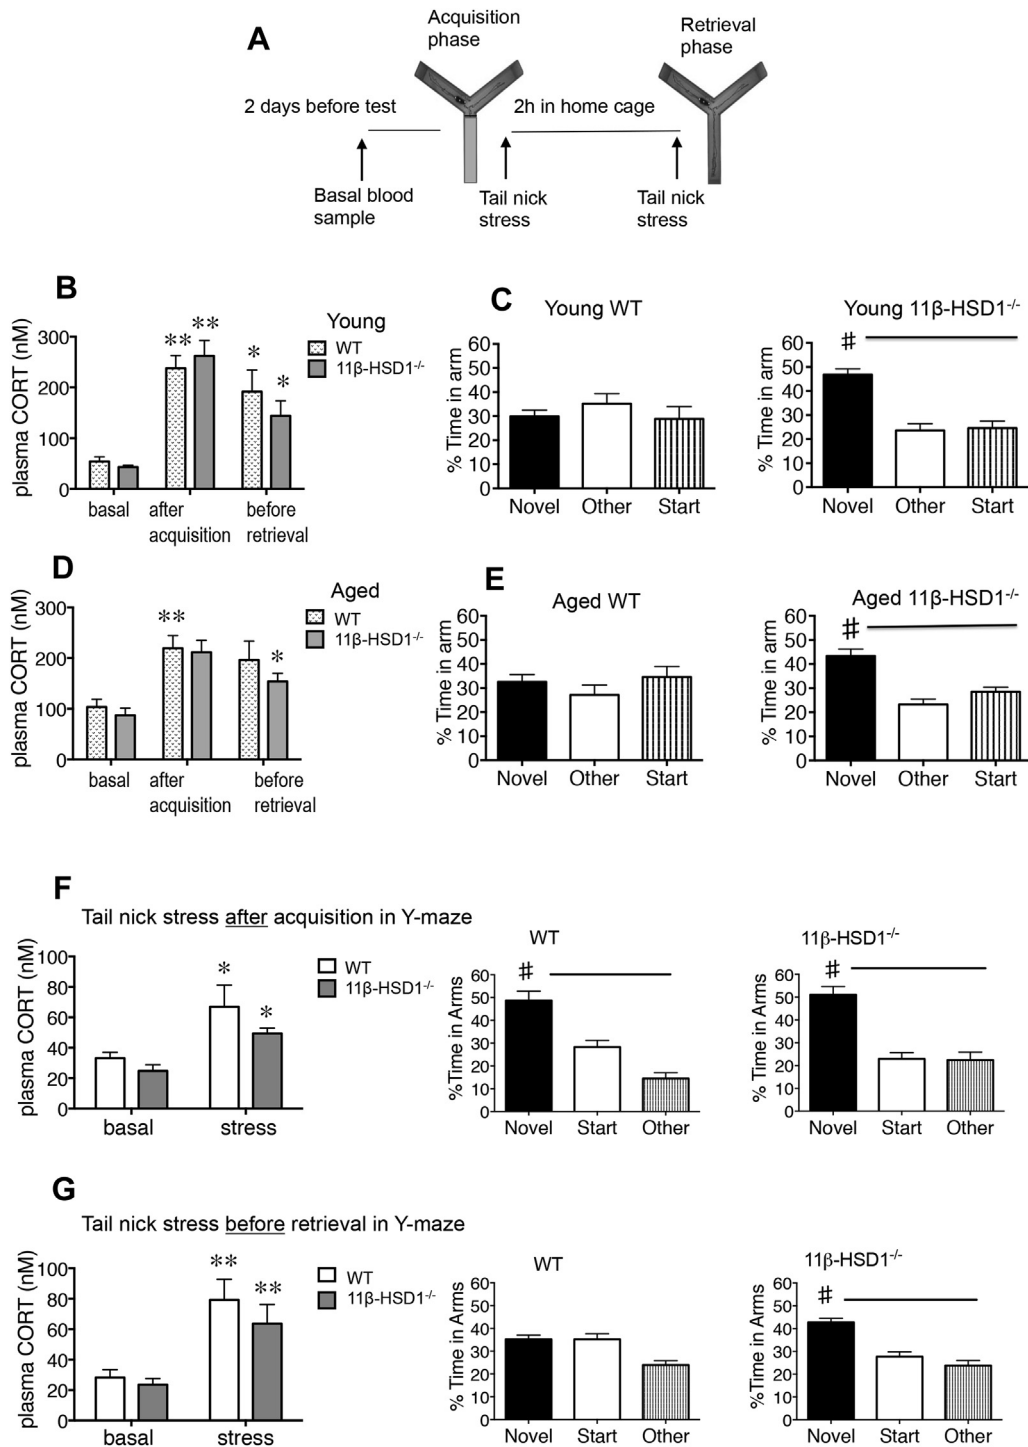 A
Acquisition
phase
Retrieval
phase
2 days before test
2h in home cage
Basal blood
sample
Tail nick
stress
Tail nick
stress
B
plasma CORT (nM)
300
200
100
0
** ** * *
basal
after
acquisition
before
retrieval
Young
WT
11β-HSD1-/-
C
Young WT
% Time in arm
60
50
40
30
20
10
0
Novel Other Start
Young 11β-HSD1-/-
#
% Time in arm
60
50
40
30
20
10
0
Novel Other Start
D
plasma CORT (nM)
300
200
100
0
** *
basal
after
acquisition
before
retrieval
Aged
WT
11β-HSD1-/-
E
Aged WT
% Time in arm
60
50
40
30
20
10
0
Novel Other Start
Aged 11β-HSD1-/-
#
% Time in arm
60
50
40
30
20
10
0
Novel Other Start
F
Tail nick stress after acquisition in Y-maze
plasma CORT (nM)
100
80
60
40
20
0
* *
basal stress
WT
11β-HSD1-/-
WT
#
%Time in Arms
60
50
40
30
20
10
0
Novel Start Other
11β-HSD1-/-
#
% Time in Arms
60
50
40
30
20
10
0
Novel Start Other
G
Tail nick stress before retrieval in Y-maze
plasma CORT (nM)
100
80
60
40
20
0
** **
basal stress
WT
11β-HSD1-/-
WT
% Time in Arms
60
50
40
30
20
10
0
Novel Start Other
11β-HSD1-/-
#
%Time in Arms
60
50
40
30
20
10
0
Novel Start Other